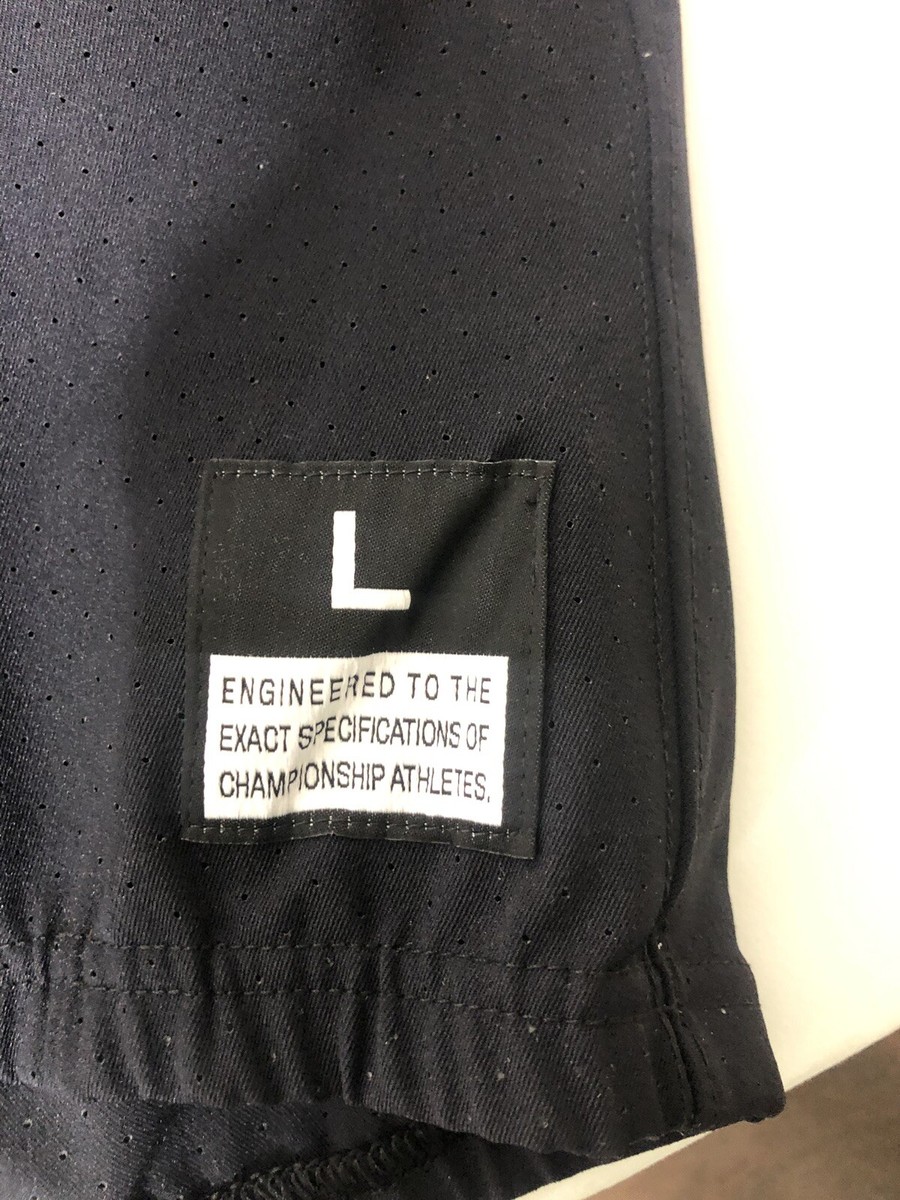 L
ENGINEERED TO THE
EXACT SPECIFICATIONS OF
CHAMPIONSHIP ATHLETES.